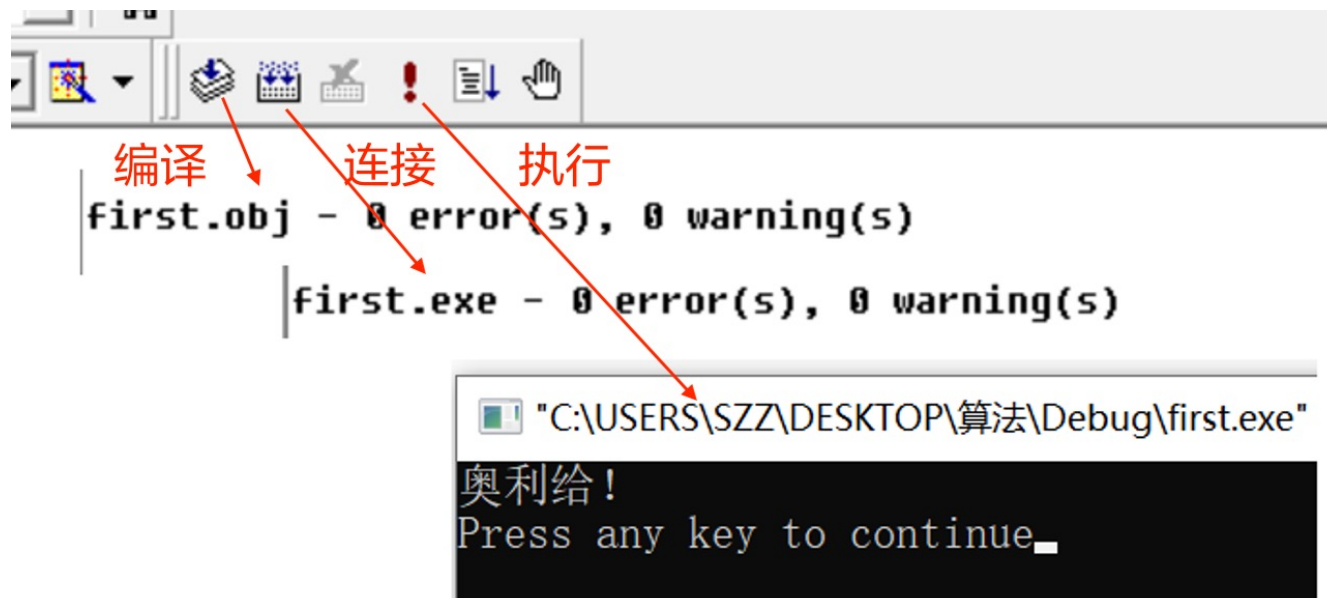 编译 连接 执行
first.obj - 0 error(s), 0 warning(s)
first.exe - 0 error(s), 0 warning(s)
"C:\USERS\SZZ\DESKTOP\算法\Debug\first.exe"
奥利给!
Press any key to continue